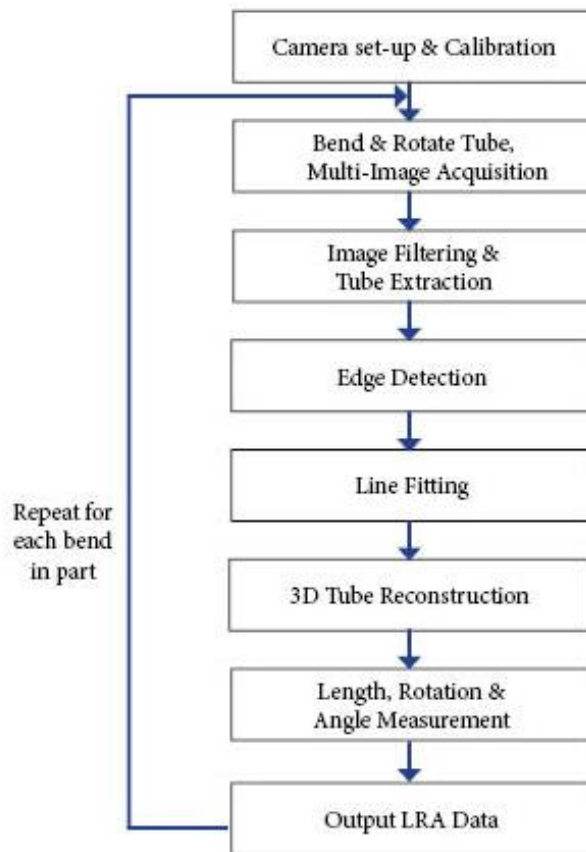 Camera set-up & Calibration
Bend & Rotate Tube,
Multi-Image Acquisition
Image Filtering &
Tube Extraction
Edge Detection
Line Fitting
Repeat for
each bend
in part
3D Tube Reconstruction
Length, Rotation &
Angle Measurement
Output LRA Data